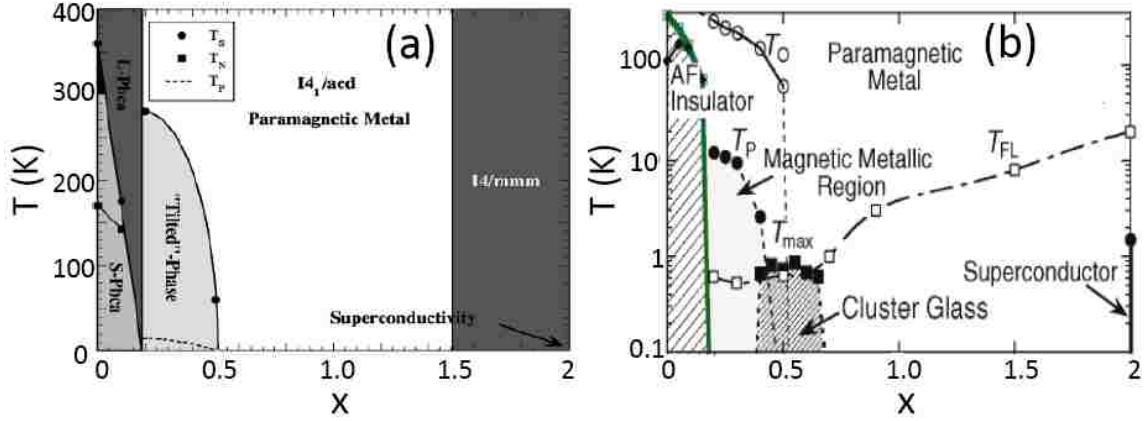 (a)
T_S
T_N
T_P
L-Pbca
S-Pbca
"Tilted"-Phase
I4₁/acd
Paramagnetic Metal
I4/mmm
Superconductivity
400
300
200
100
0
T (K)
0
0.5
1.0
1.5
2
x
(b)
T_O
Paramagnetic
Metal
AF
Insulator
T_P
Magnetic Metallic
Region
T_FL
T_max
Superconductor
Cluster Glass
100
10
1
0.1
T (K)
0
0.5
1.0
1.5
2
x